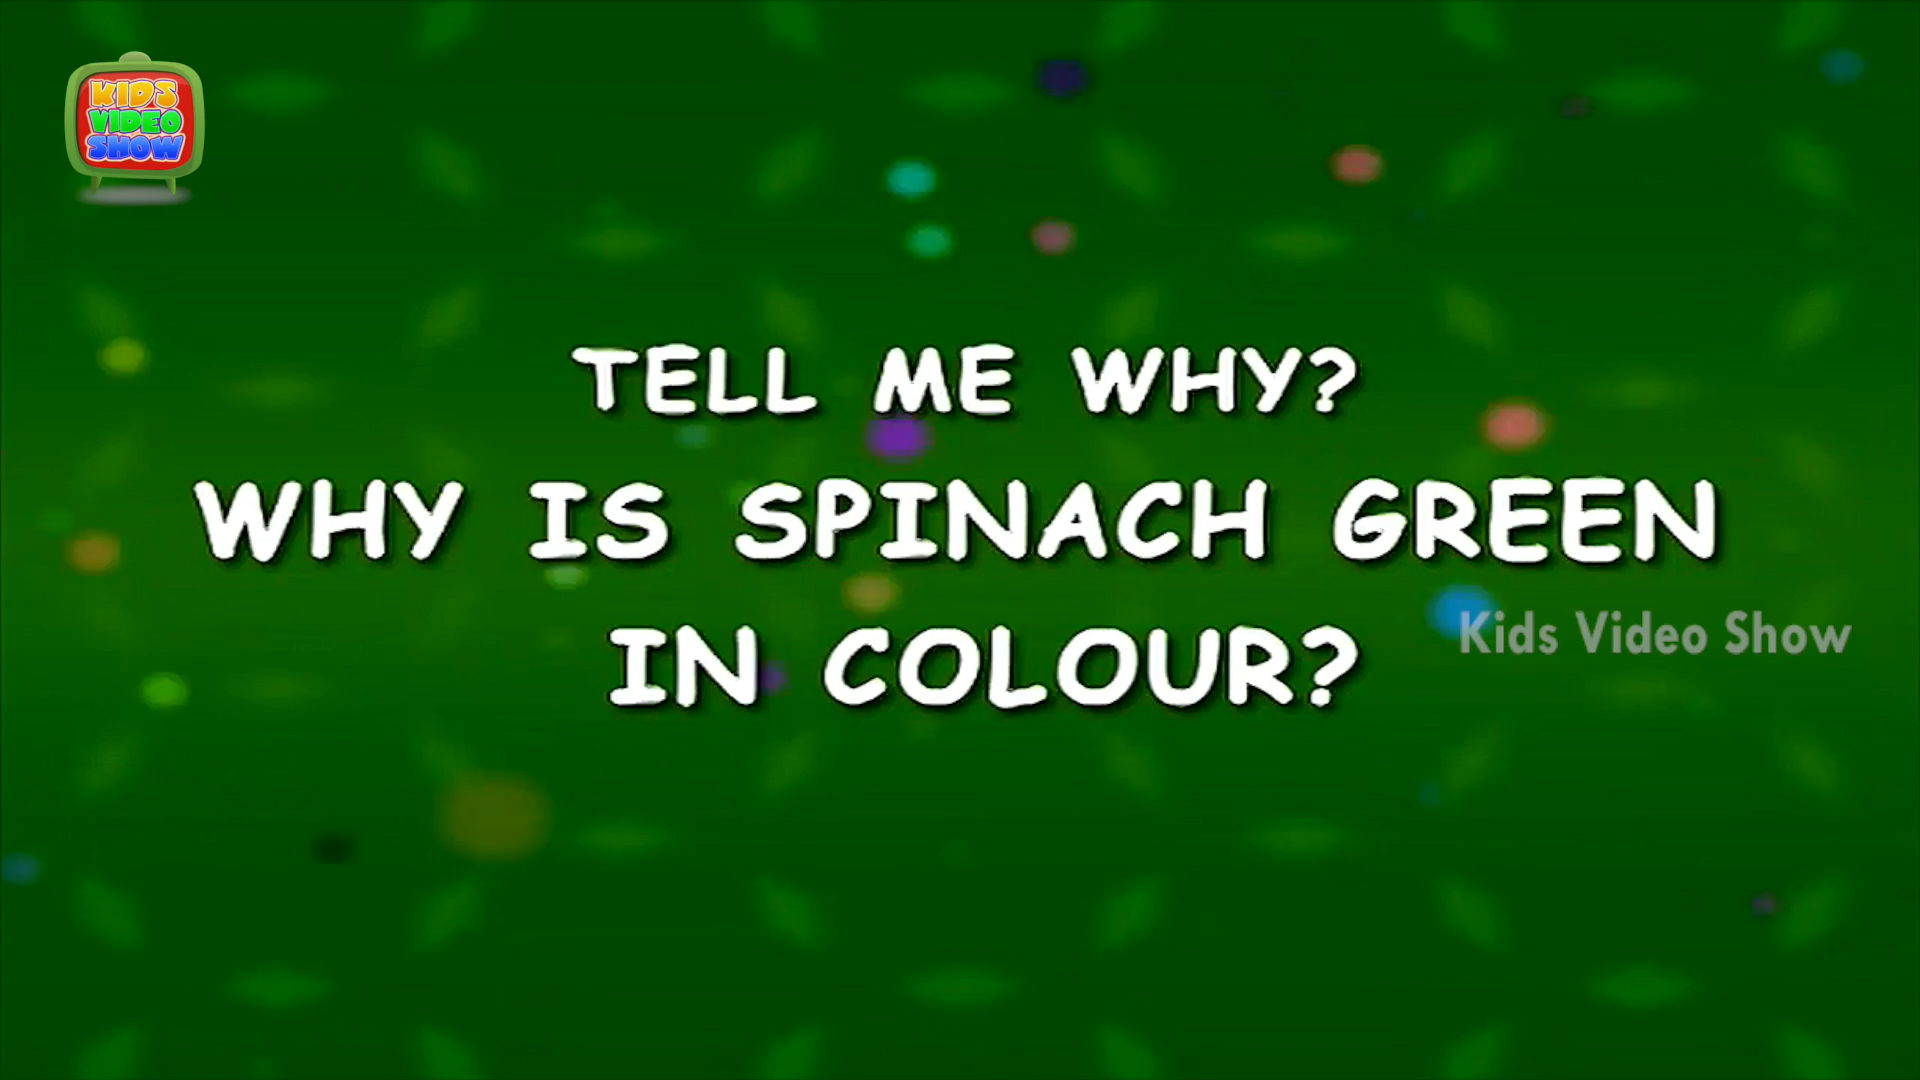 KIDS
VIDEO
SHOW
TELL ME WHY?
WHY IS SPINACH GREEN
IN COLOUR?
Kids Video Show